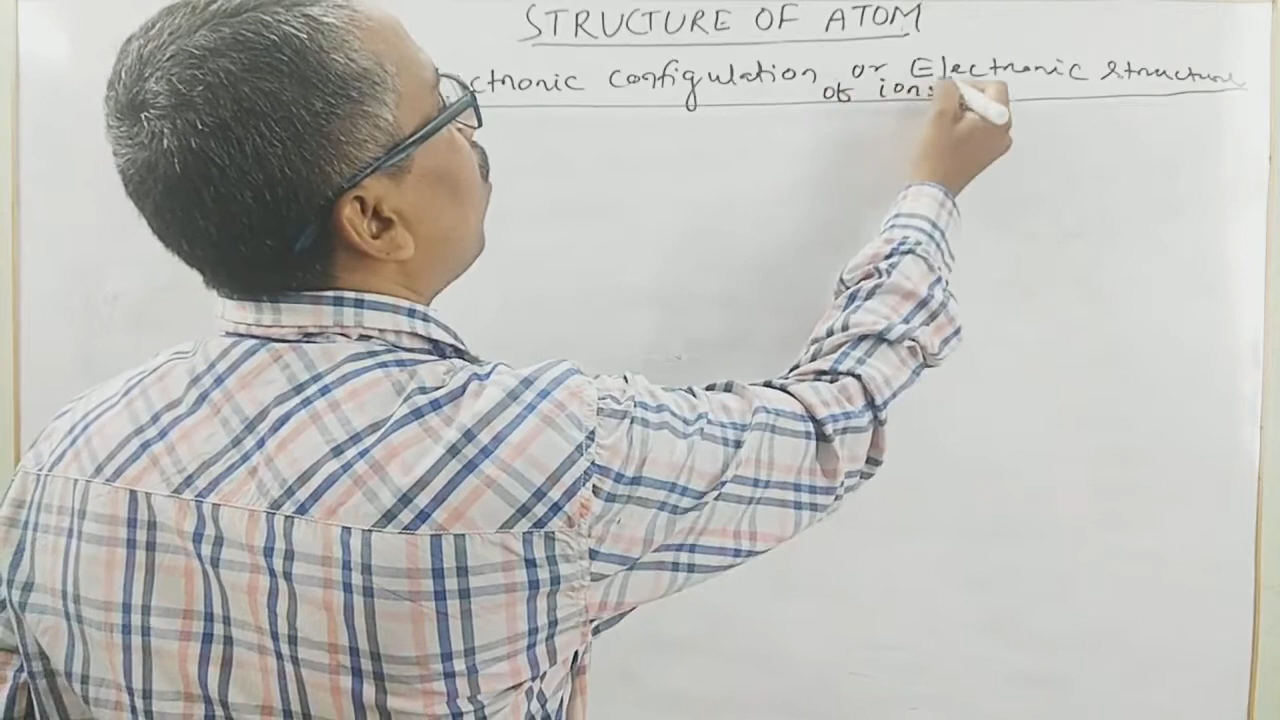 STRUCTURE OF ATOM
ctronic configulation or Electronic structure
of ions